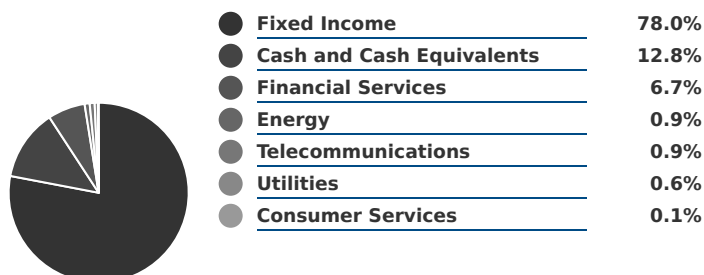 Fixed Income 78.0%
Cash and Cash Equivalents 12.8%
Financial Services 6.7%
Energy 0.9%
Telecommunications 0.9%
Utilities 0.6%
Consumer Services 0.1%